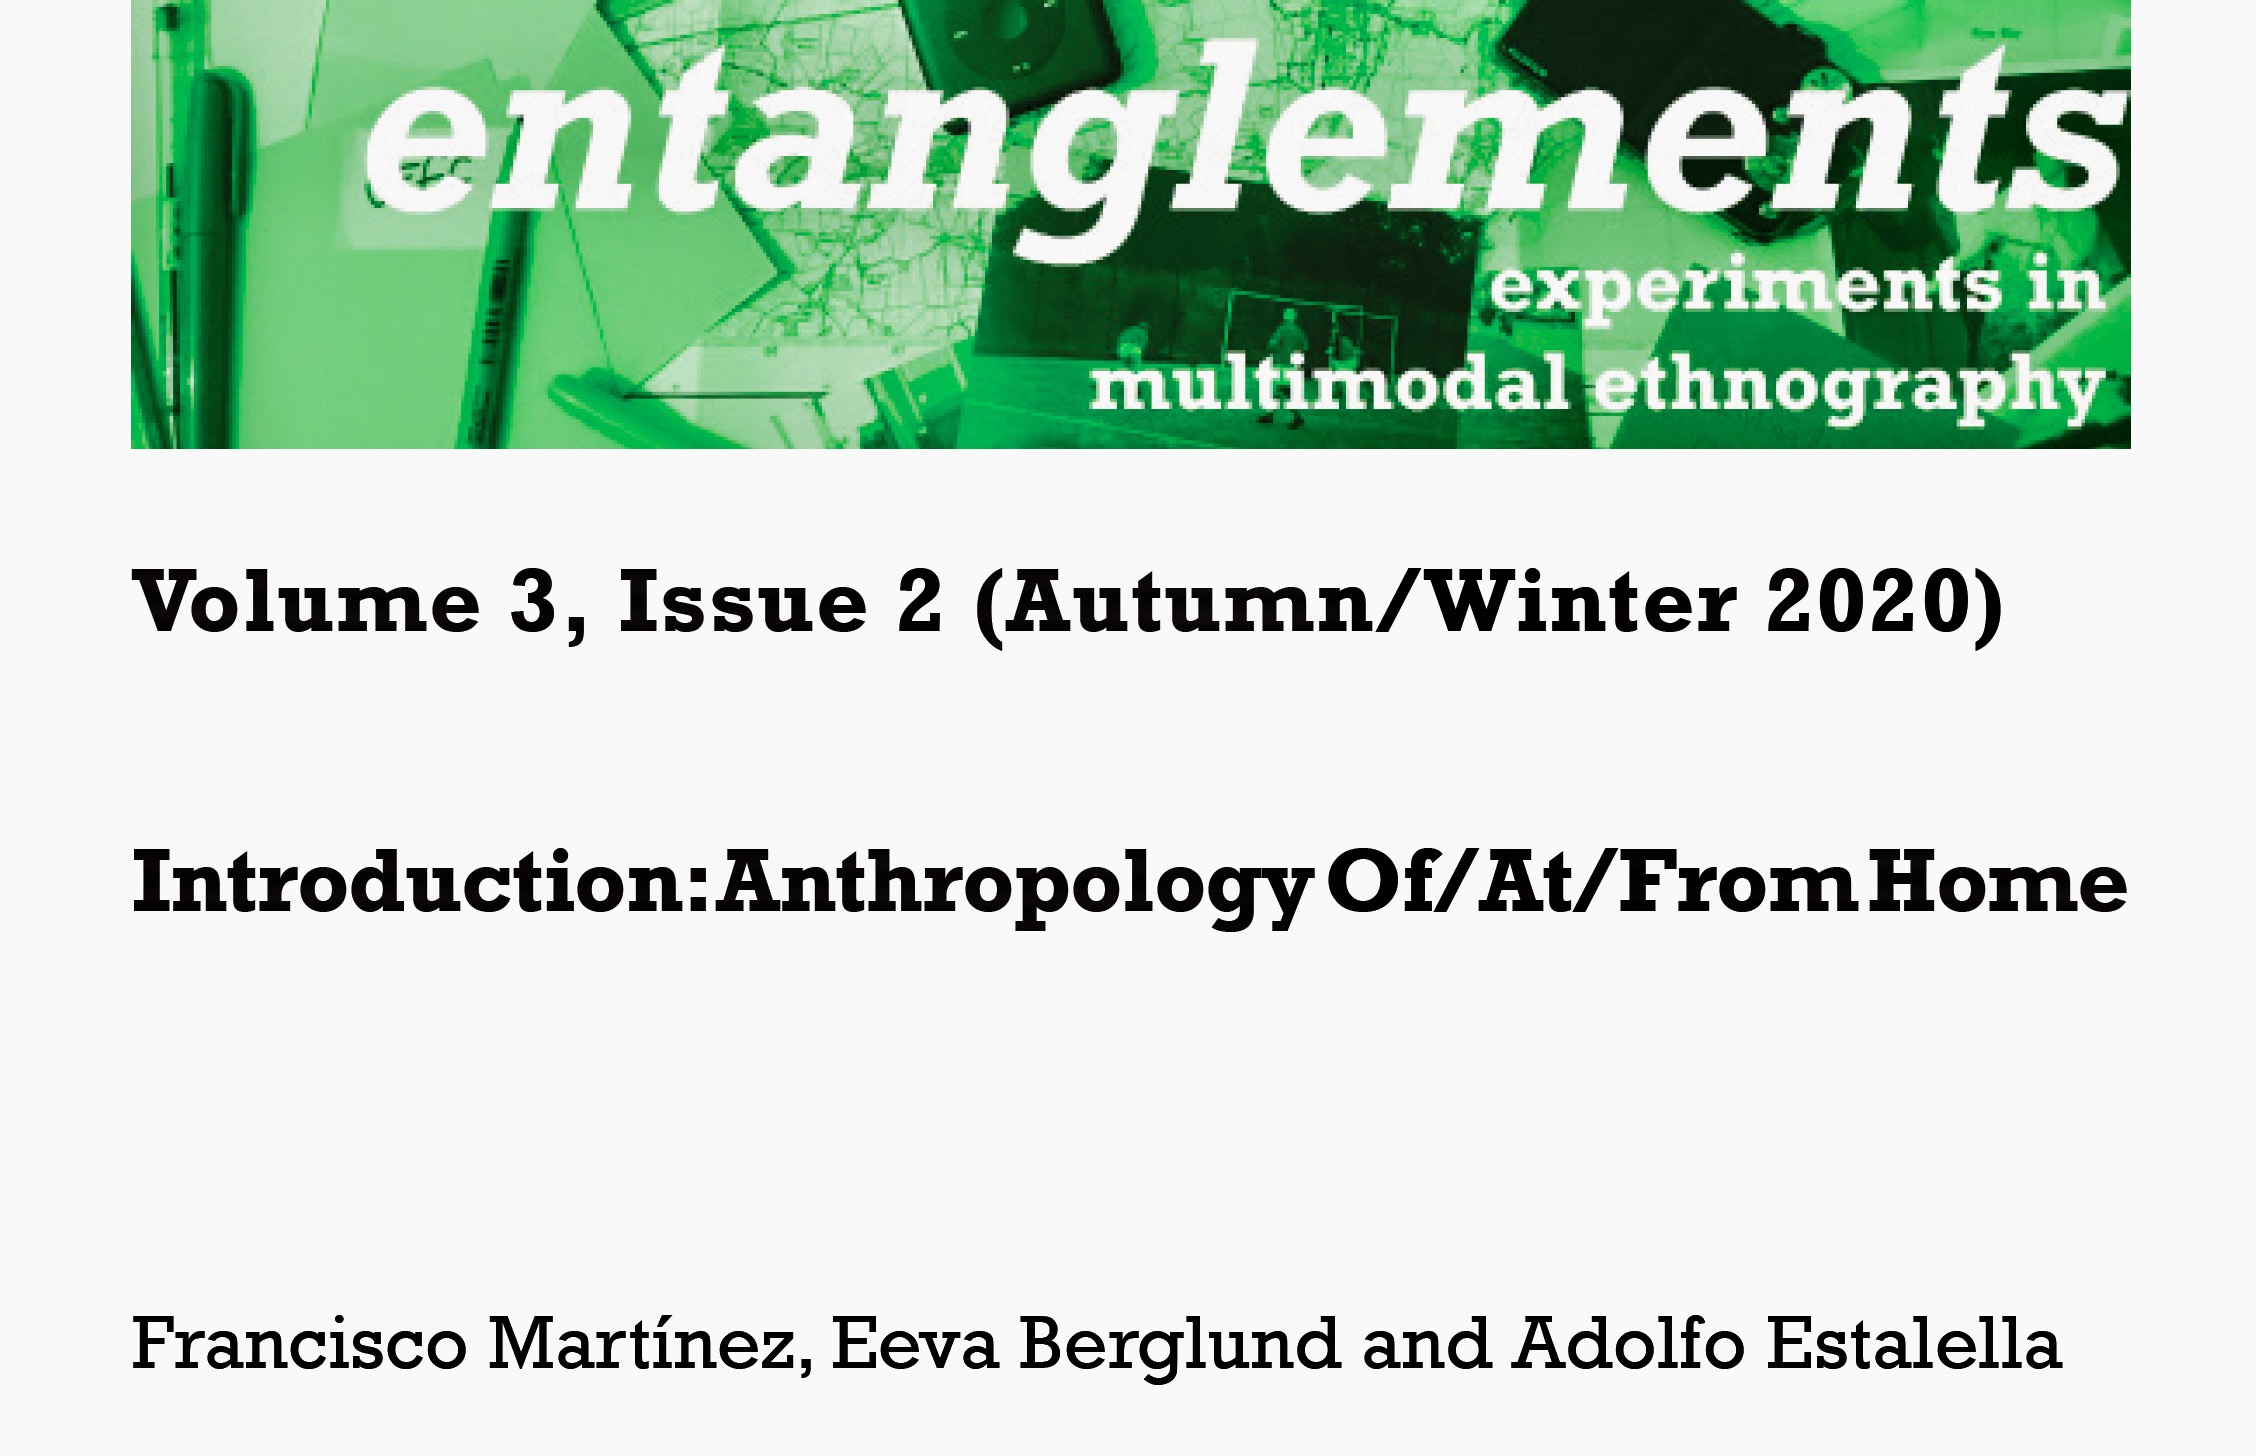 entanglements
experiments in
multimodal ethnography
Volume 3, Issue 2 (Autumn/Winter 2020)
Introduction: Anthropology Of/At/From Home
Francisco Martínez, Eeva Berglund and Adolfo Estalella